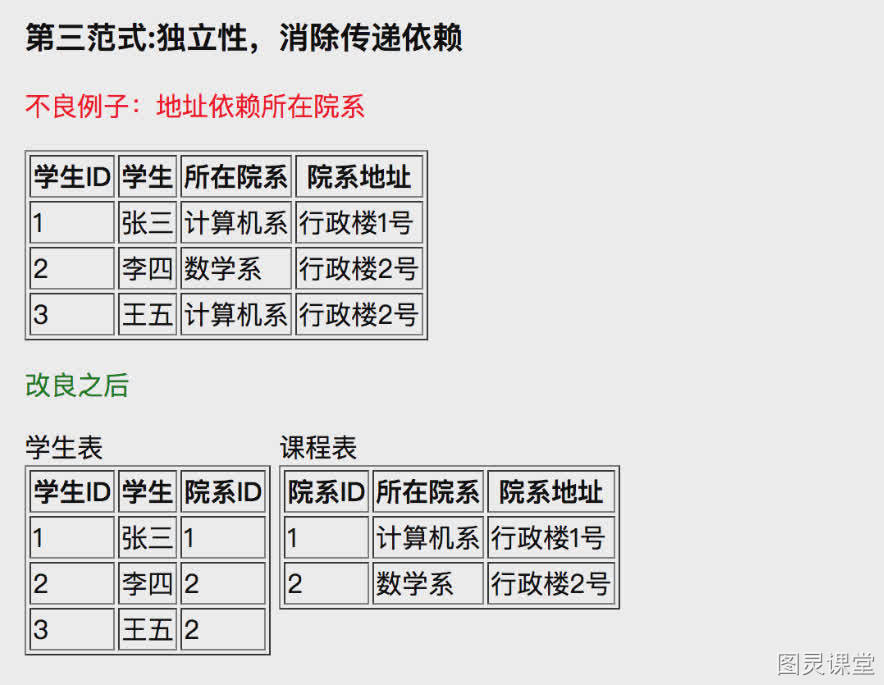 第三范式:独立性，消除传递依赖
不良例子：地址依赖所在院系
学生ID 学生 所在院系 院系地址
1 张三 计算机系 行政楼1号
2 李四 数学系 行政楼2号
3 王五 计算机系 行政楼2号
改良之后
学生表 课程表
学生ID 学生 院系ID 院系ID 所在院系 院系地址
1 张三 1 1 计算机系 行政楼1号
2 李四 2 2 数学系 行政楼2号
3 王五 2
图灵课堂